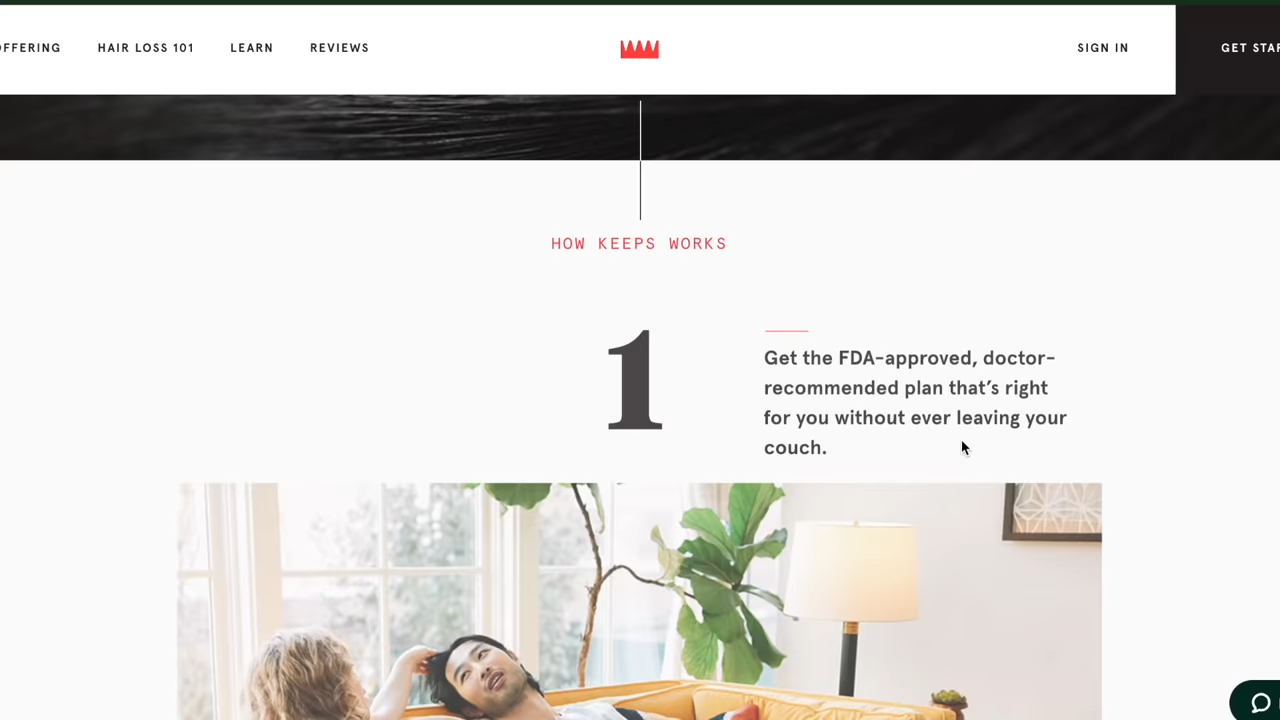 OFFERING HAIR LOSS 101 LEARN REVIEWS SIGN IN GET STAR
HOW KEEPS WORKS
1
Get the FDA-approved, doctor-
recommended plan that’s right
for you without ever leaving your
couch.